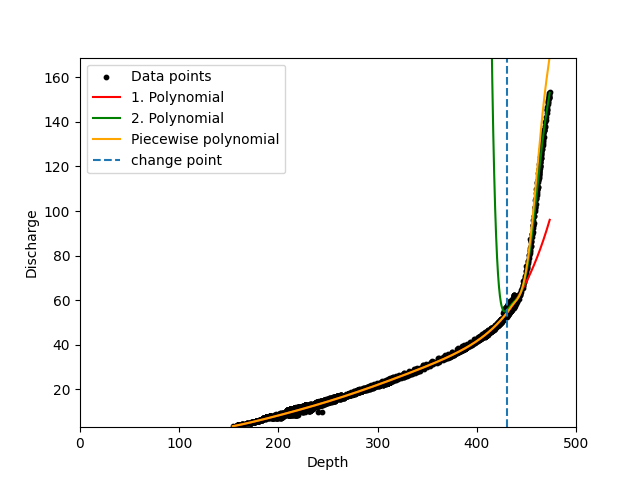 Data points
1. Polynomial
2. Polynomial
Piecewise polynomial
change point
160
140
120
100
80
60
40
20
Discharge
0 100 200 300 400 500
Depth